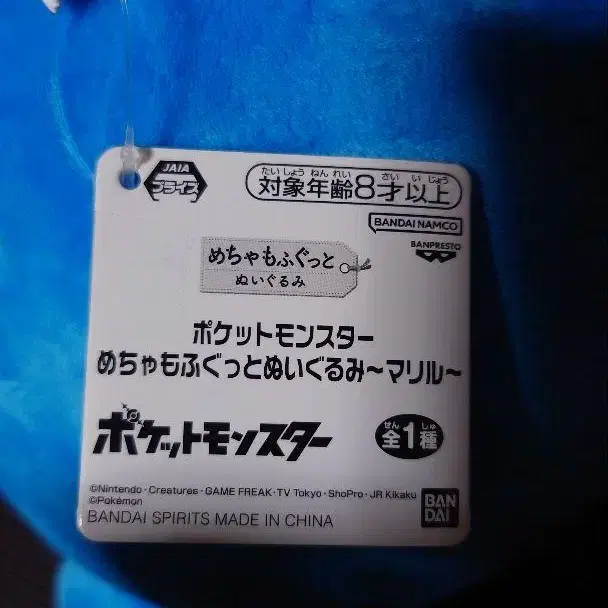 JAIA
プライズ
たいしょうねんれい さいいじょう
対象年齢8才以上
BANDAI NAMCO
BANPRESTO
めちゃもふぐっと
ぬいぐるみ
ポケットモンスター
めちゃもふぐっとぬいぐるみ~マリル~
ポケットモンスター
ぜん しゅ
全1種
©Nintendo・Creatures・GAME FREAK・TV Tokyo・ShoPro・JR Kikaku
©Pokémon
BANDAI SPIRITS MADE IN CHINA
BAN
DAI